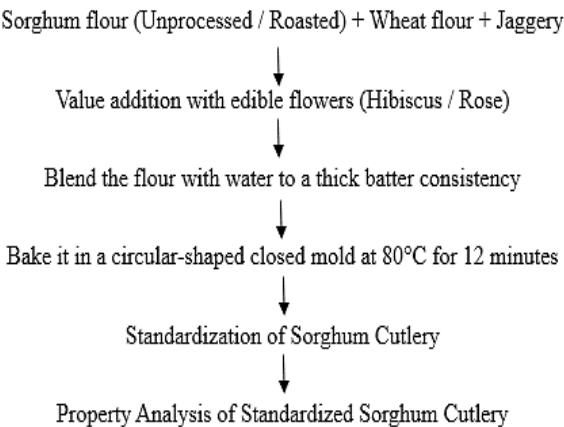 Sorghum flour (Unprocessed / Roasted) + Wheat flour + Jaggery
Value addition with edible flowers (Hibiscus / Rose)
Blend the flour with water to a thick batter consistency
Bake it in a circular-shaped closed mold at 80°C for 12 minutes
Standardization of Sorghum Cutlery
Property Analysis of Standardized Sorghum Cutlery